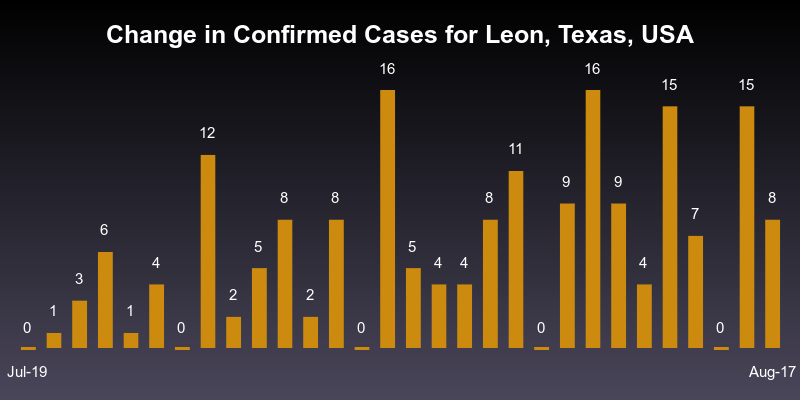 Change in Confirmed Cases for Leon, Texas, USA
0 1 3 6 1 4 0 12 2 5 8 2 8 0 16 5 4 4 8 11 0 9 16 9 4 15 7 0 15 8
Jul-19 Aug-17